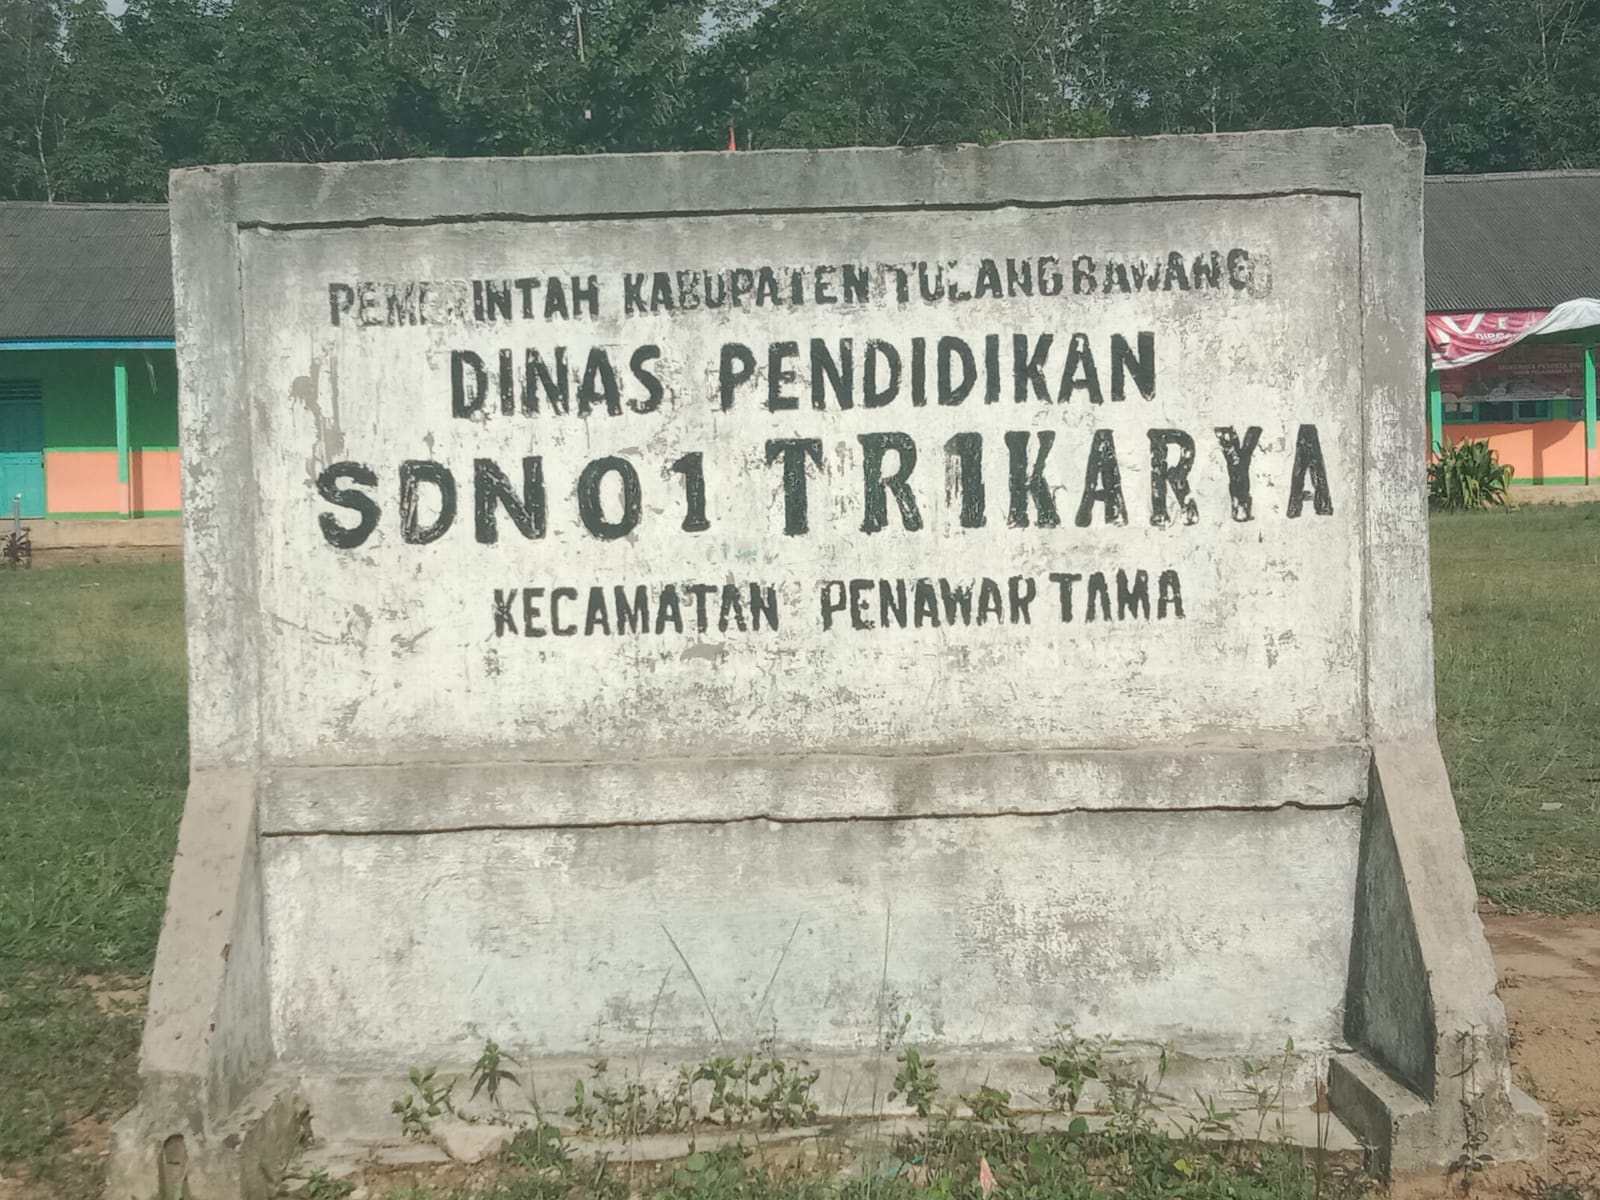 PEMERINTAH KABUPATEN TULANG BAWANG
DINAS PENDIDIKAN
SDN 01 TR1KARYA
KECAMATAN PENAWAR TAMA